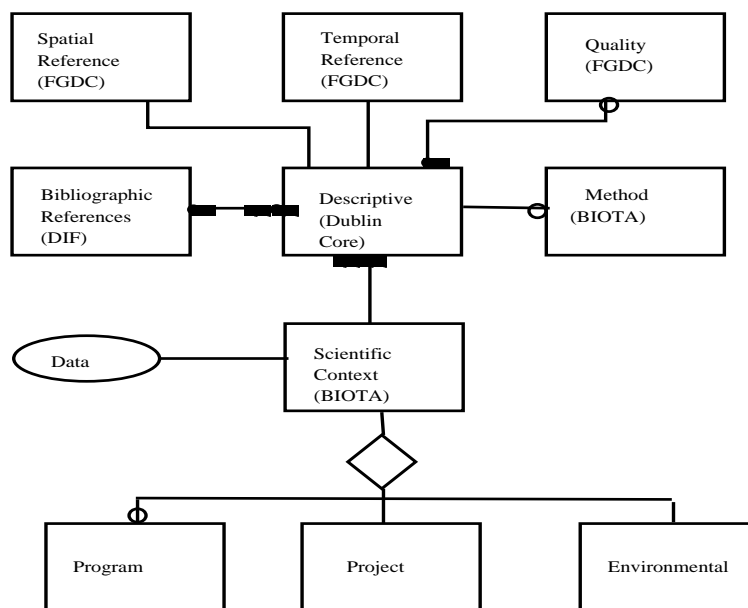 Spatial
Reference
(FGDC)
Temporal
Reference
(FGDC)
Quality
(FGDC)
Bibliographic
References
(DIF)
Descriptive
(Dublin
Core)
Method
(BIOTA)
Data
Scientific
Context
(BIOTA)
Program
Project
Environmental